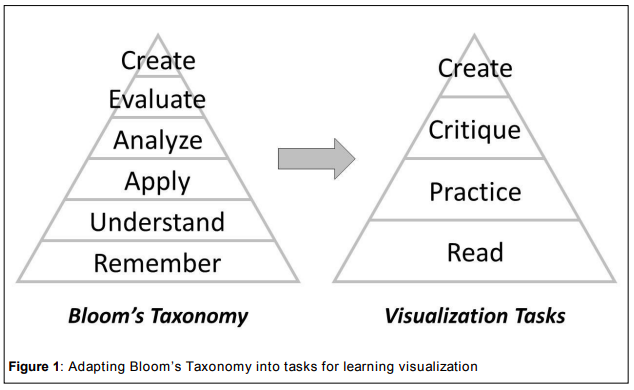 Create
Evaluate
Analyze
Apply
Understand
Remember
Bloom's Taxonomy
Create
Critique
Practice
Read
Visualization Tasks
Figure 1: Adapting Bloom's Taxonomy into tasks for learning visualization